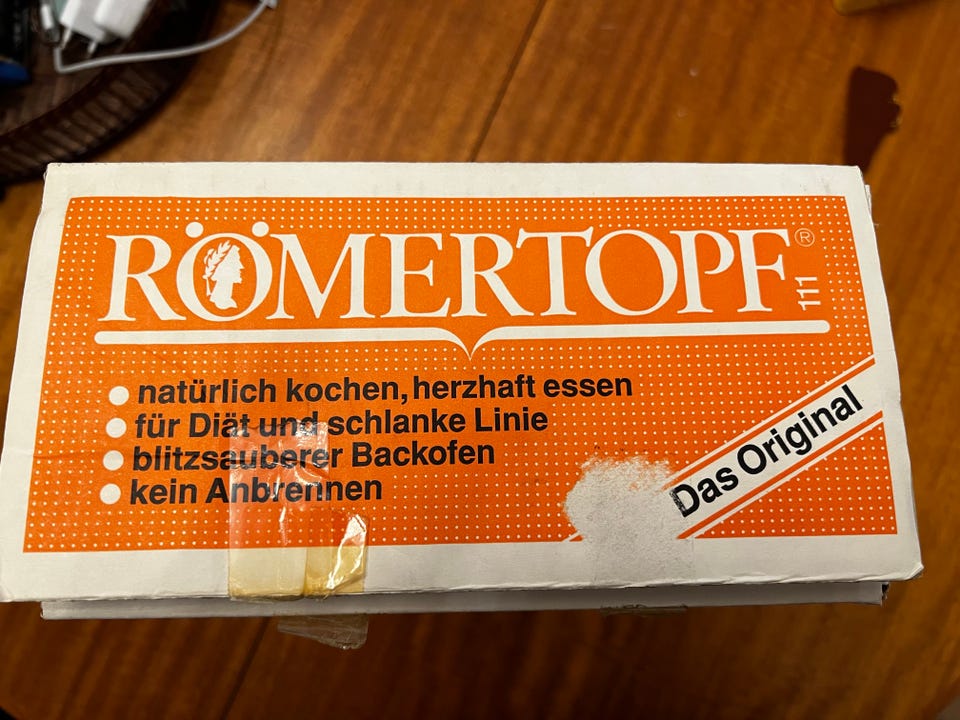 RÖMERTOPF®
111
natürlich kochen, herzhaft essen
für Diät und schlanke Linie
blitzsauberer Backofen
kein Anbrennen
Das Original